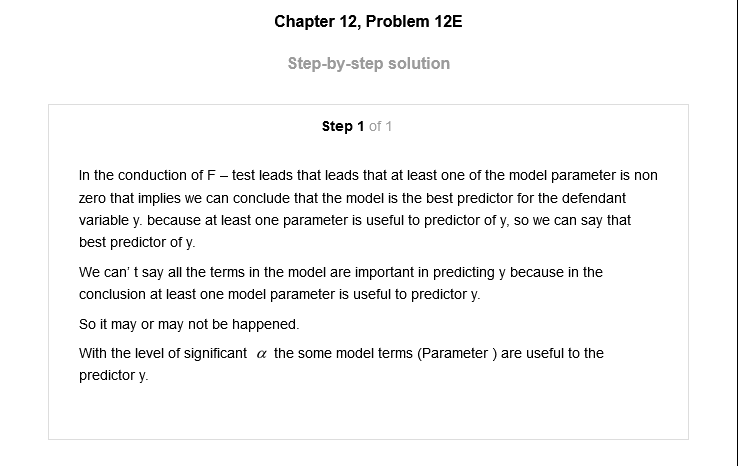 Chapter 12, Problem 12E
Step-by-step solution
Step 1 of 1
In the conduction of F – test leads that leads that at least one of the model parameter is non
zero that implies we can conclude that the model is the best predictor for the defendant
variable y. because at least one parameter is useful to predictor of y, so we can say that
best predictor of y.
We can' t say all the terms in the model are important in predicting y because in the
conclusion at least one model parameter is useful to predictor y.
So it may or may not be happened.
With the level of significant α the some model terms (Parameter ) are useful to the
predictor y.